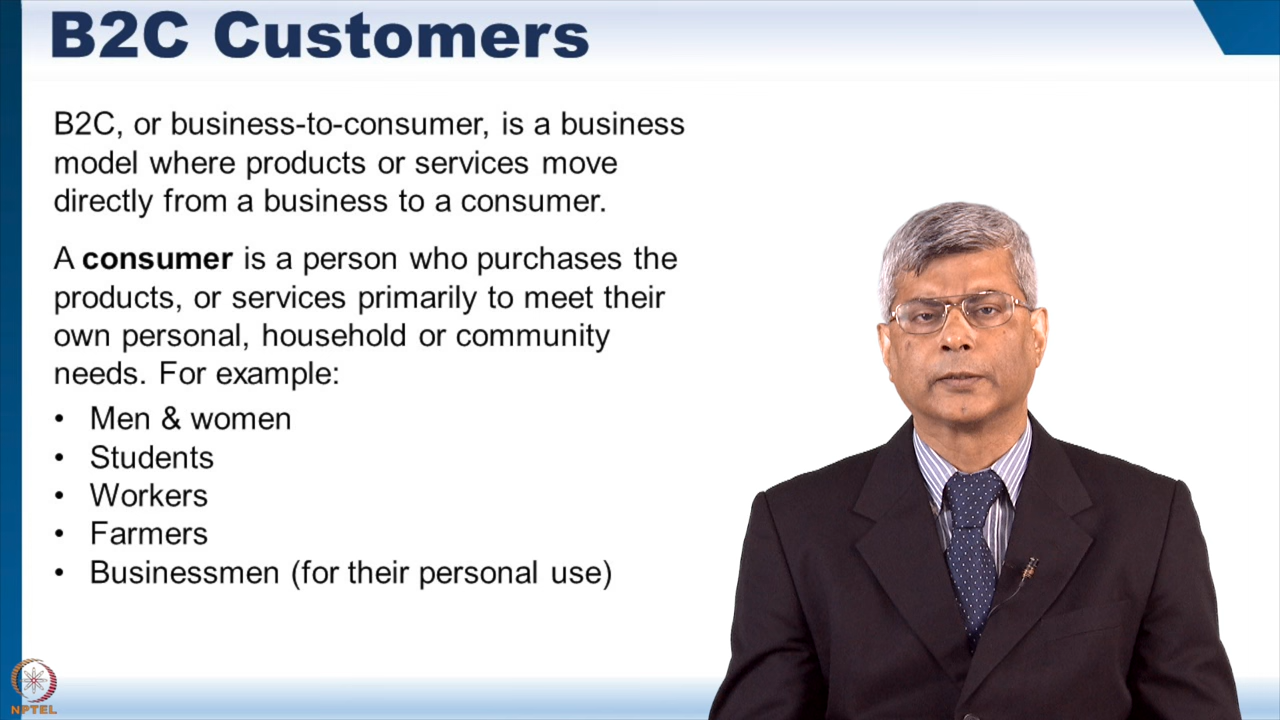 B2C Customers
B2C, or business-to-consumer, is a business
model where products or services move
directly from a business to a consumer.
A consumer is a person who purchases the
products, or services primarily to meet their
own personal, household or community
needs. For example:
• Men & women
• Students
• Workers
• Farmers
• Businessmen (for their personal use)
NPTEL